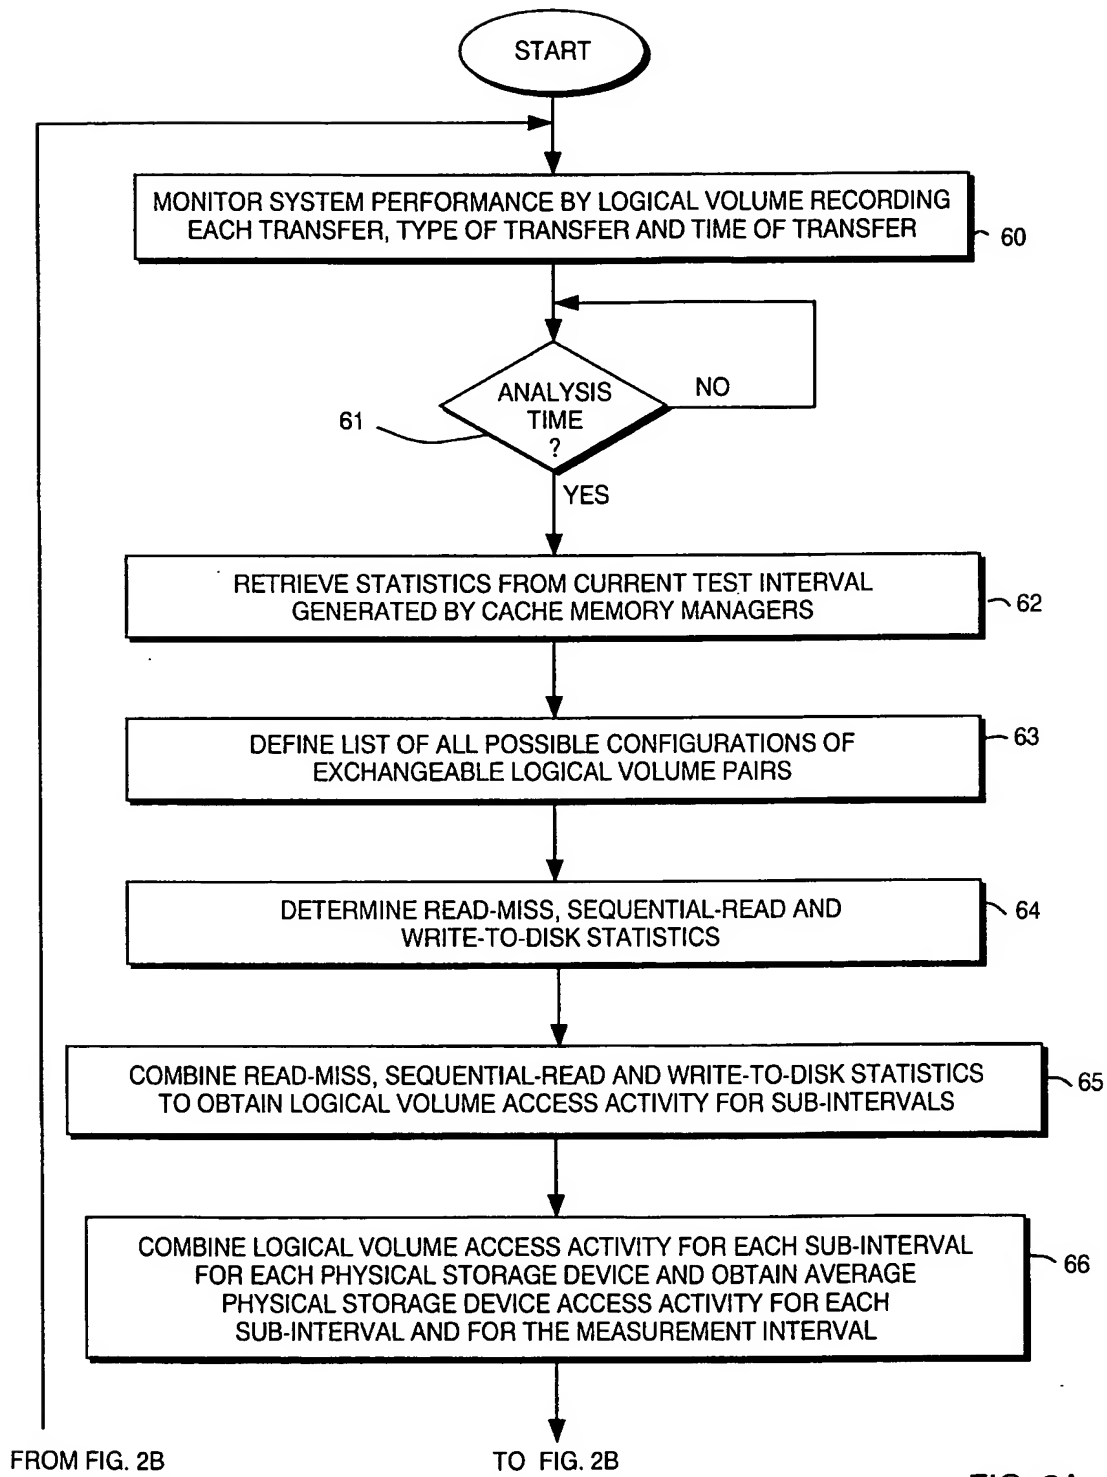 START
MONITOR SYSTEM PERFORMANCE BY LOGICAL VOLUME RECORDING
EACH TRANSFER, TYPE OF TRANSFER AND TIME OF TRANSFER
60
ANALYSIS
TIME
?
NO
61
YES
RETRIEVE STATISTICS FROM CURRENT TEST INTERVAL
GENERATED BY CACHE MEMORY MANAGERS
62
DEFINE LIST OF ALL POSSIBLE CONFIGURATIONS OF
EXCHANGEABLE LOGICAL VOLUME PAIRS
63
DETERMINE READ-MISS, SEQUENTIAL-READ AND
WRITE-TO-DISK STATISTICS
64
COMBINE READ-MISS, SEQUENTIAL-READ AND WRITE-TO-DISK STATISTICS
TO OBTAIN LOGICAL VOLUME ACCESS ACTIVITY FOR SUB-INTERVALS
65
COMBINE LOGICAL VOLUME ACCESS ACTIVITY FOR EACH SUB-INTERVAL
FOR EACH PHYSICAL STORAGE DEVICE AND OBTAIN AVERAGE
PHYSICAL STORAGE DEVICE ACCESS ACTIVITY FOR EACH
SUB-INTERVAL AND FOR THE MEASUREMENT INTERVAL
66
FROM FIG. 2B
TO FIG. 2B